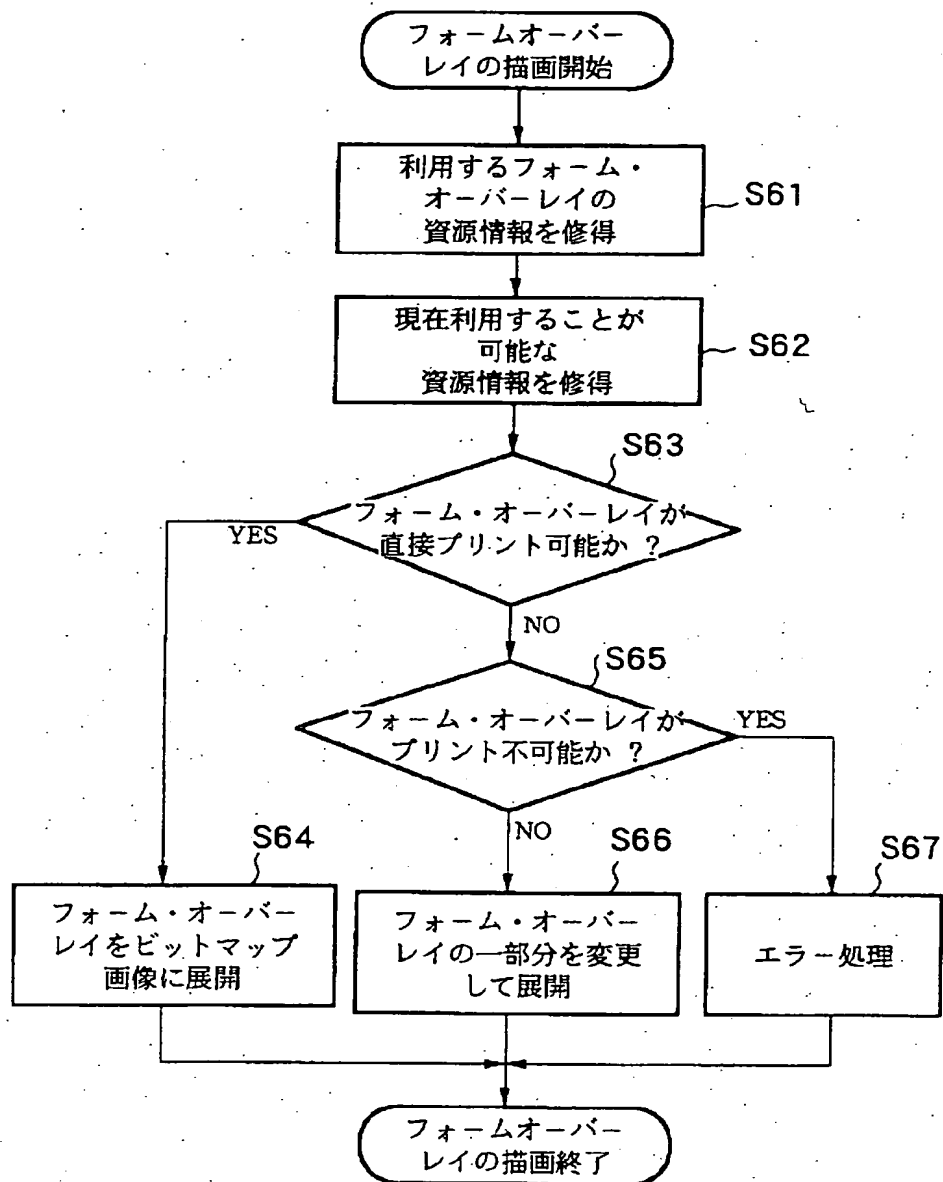 フォームオーバー
レイの描画開始
利用するフォーム・
オーバーレイの
資源情報を修得
S61
現在利用することが
可能な
資源情報を修得
S62
S63
フォーム・オーバーレイが
直接プリント可能か ?
YES
NO
S65
フォーム・オーバーレイが
プリント不可能か ?
YES
NO
S64
フォーム・オーバー
レイをビットマップ
画像に展開
S66
フォーム・オーバー
レイの一部分を変更
して展開
S67
エラー処理
フォームオーバー
レイの描画終了